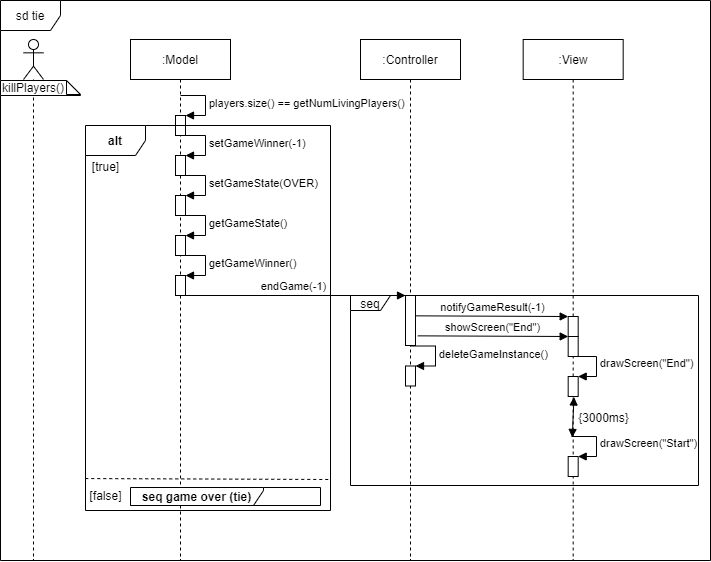 sd tie
:Model
:Controller
:View
killPlayers()
players.size() == getNumLivingPlayers()
alt
setGameWinner(-1)
[true]
setGameState(OVER)
getGameState()
getGameWinner()
endGame(-1)
seq
notifyGameResult(-1)
showScreen("End")
deleteGameInstance()
drawScreen("End")
{3000ms}
drawScreen("Start")
[false]
seq game over (tie)